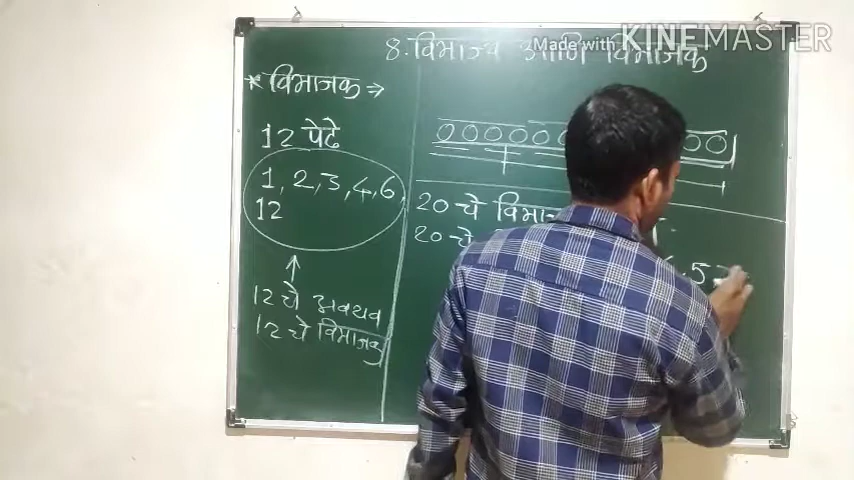 8. विभाज्य आणि विभाजक
Made with KINEMASTER
* विभाजक ⇒
12 पेढे
1, 2, 3, 4, 6,
12
12 चे अवयव
12 चे विभाजक
20 चे
20 चे
5